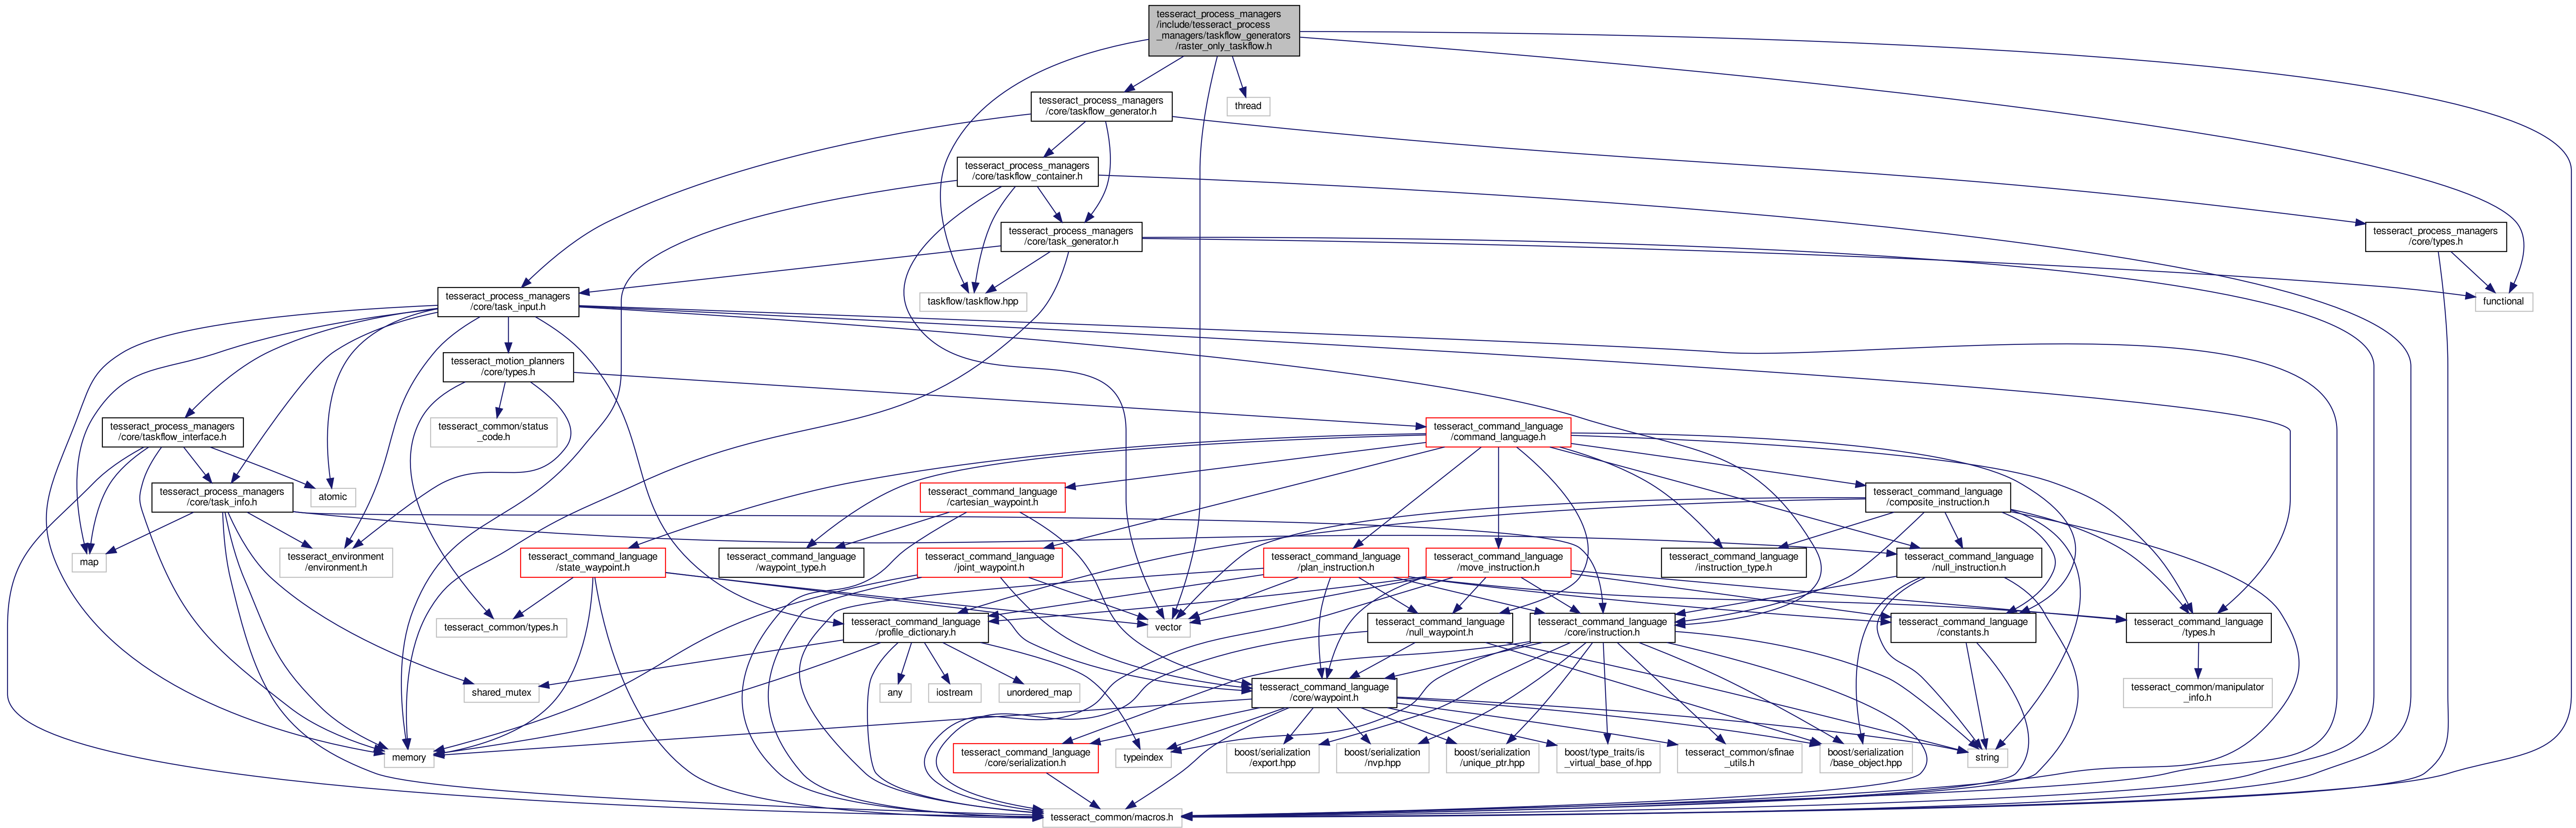 tesseract_process_managers
/include/tesseract_process
_managers/taskflow_generators
/raster_only_taskflow.h
tesseract_process_managers
/core/taskflow_generator.h
thread
tesseract_process_managers
/core/taskflow_container.h
tesseract_process_managers
/core/task_generator.h
tesseract_process_managers
/core/types.h
tesseract_process_managers
/core/task_input.h
taskflow/taskflow.hpp
functional
tesseract_motion_planners
/core/types.h
tesseract_process_managers
/core/taskflow_interface.h
tesseract_common/status
_code.h
tesseract_command_language
/command_language.h
tesseract_process_managers
/core/task_info.h
atomic
tesseract_command_language
/cartesian_waypoint.h
tesseract_command_language
/composite_instruction.h
map
tesseract_environment
/environment.h
tesseract_command_language
/state_waypoint.h
tesseract_command_language
/waypoint_type.h
tesseract_command_language
/joint_waypoint.h
tesseract_command_language
/plan_instruction.h
tesseract_command_language
/move_instruction.h
tesseract_command_language
/instruction_type.h
tesseract_command_language
/null_instruction.h
tesseract_common/types.h
tesseract_command_language
/profile_dictionary.h
vector
tesseract_command_language
/null_waypoint.h
tesseract_command_language
/core/instruction.h
tesseract_command_language
/constants.h
tesseract_command_language
/types.h
shared_mutex
any
iostream
unordered_map
tesseract_command_language
/core/waypoint.h
tesseract_common/manipulator
_info.h
memory
typeindex
tesseract_command_language
/core/serialization.h
boost/serialization
/export.hpp
boost/serialization
/nvp.hpp
boost/serialization
/unique_ptr.hpp
boost/type_traits/is
_virtual_base_of.hpp
tesseract_common/sfinae
_utils.h
boost/serialization
/base_object.hpp
string
tesseract_common/macros.h